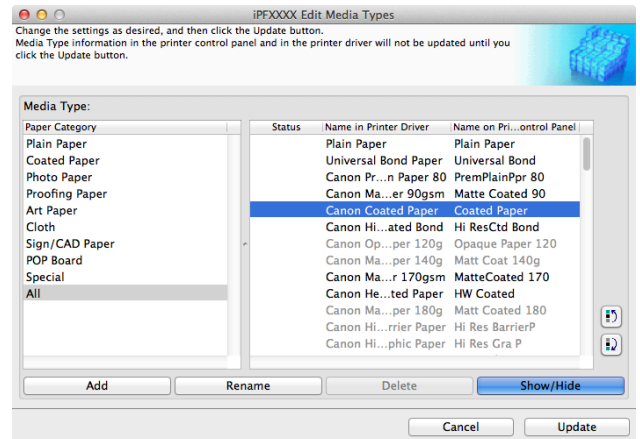 iPFXXXX Edit Media Types
Change the settings as desired, and then click the Update button.
Media Type information in the printer control panel and in the printer driver will not be updated until you
click the Update button.
Media Type:
Paper Category
Plain Paper
Coated Paper
Photo Paper
Proofing Paper
Art Paper
Cloth
Sign/CAD Paper
POP Board
Special
All
Status Name in Printer Driver Name on Pri...ontrol Panel
Plain Paper Plain Paper
Universal Bond Paper Universal Bond
Canon Pr...n Paper 80 PremPlainPpr 80
Canon Ma...er 90gsm Matte Coated 90
Canon Coated Paper Coated Paper
Canon Hi...ated Bond Hi ResCtd Bond
Canon Op...per 120g Opaque Paper 120
Canon Ma...per 140g Matt Coat 140g
Canon Ma...r 170gsm MatteCoated 170
Canon He...ted Paper HW Coated
Canon Ma...per 180g Matt Coated 180
Canon Hi...rrier Paper Hi Res BarrierP
Canon Hi...phic Paper Hi Res Gra P
Add Rename Delete Show/Hide
Cancel Update